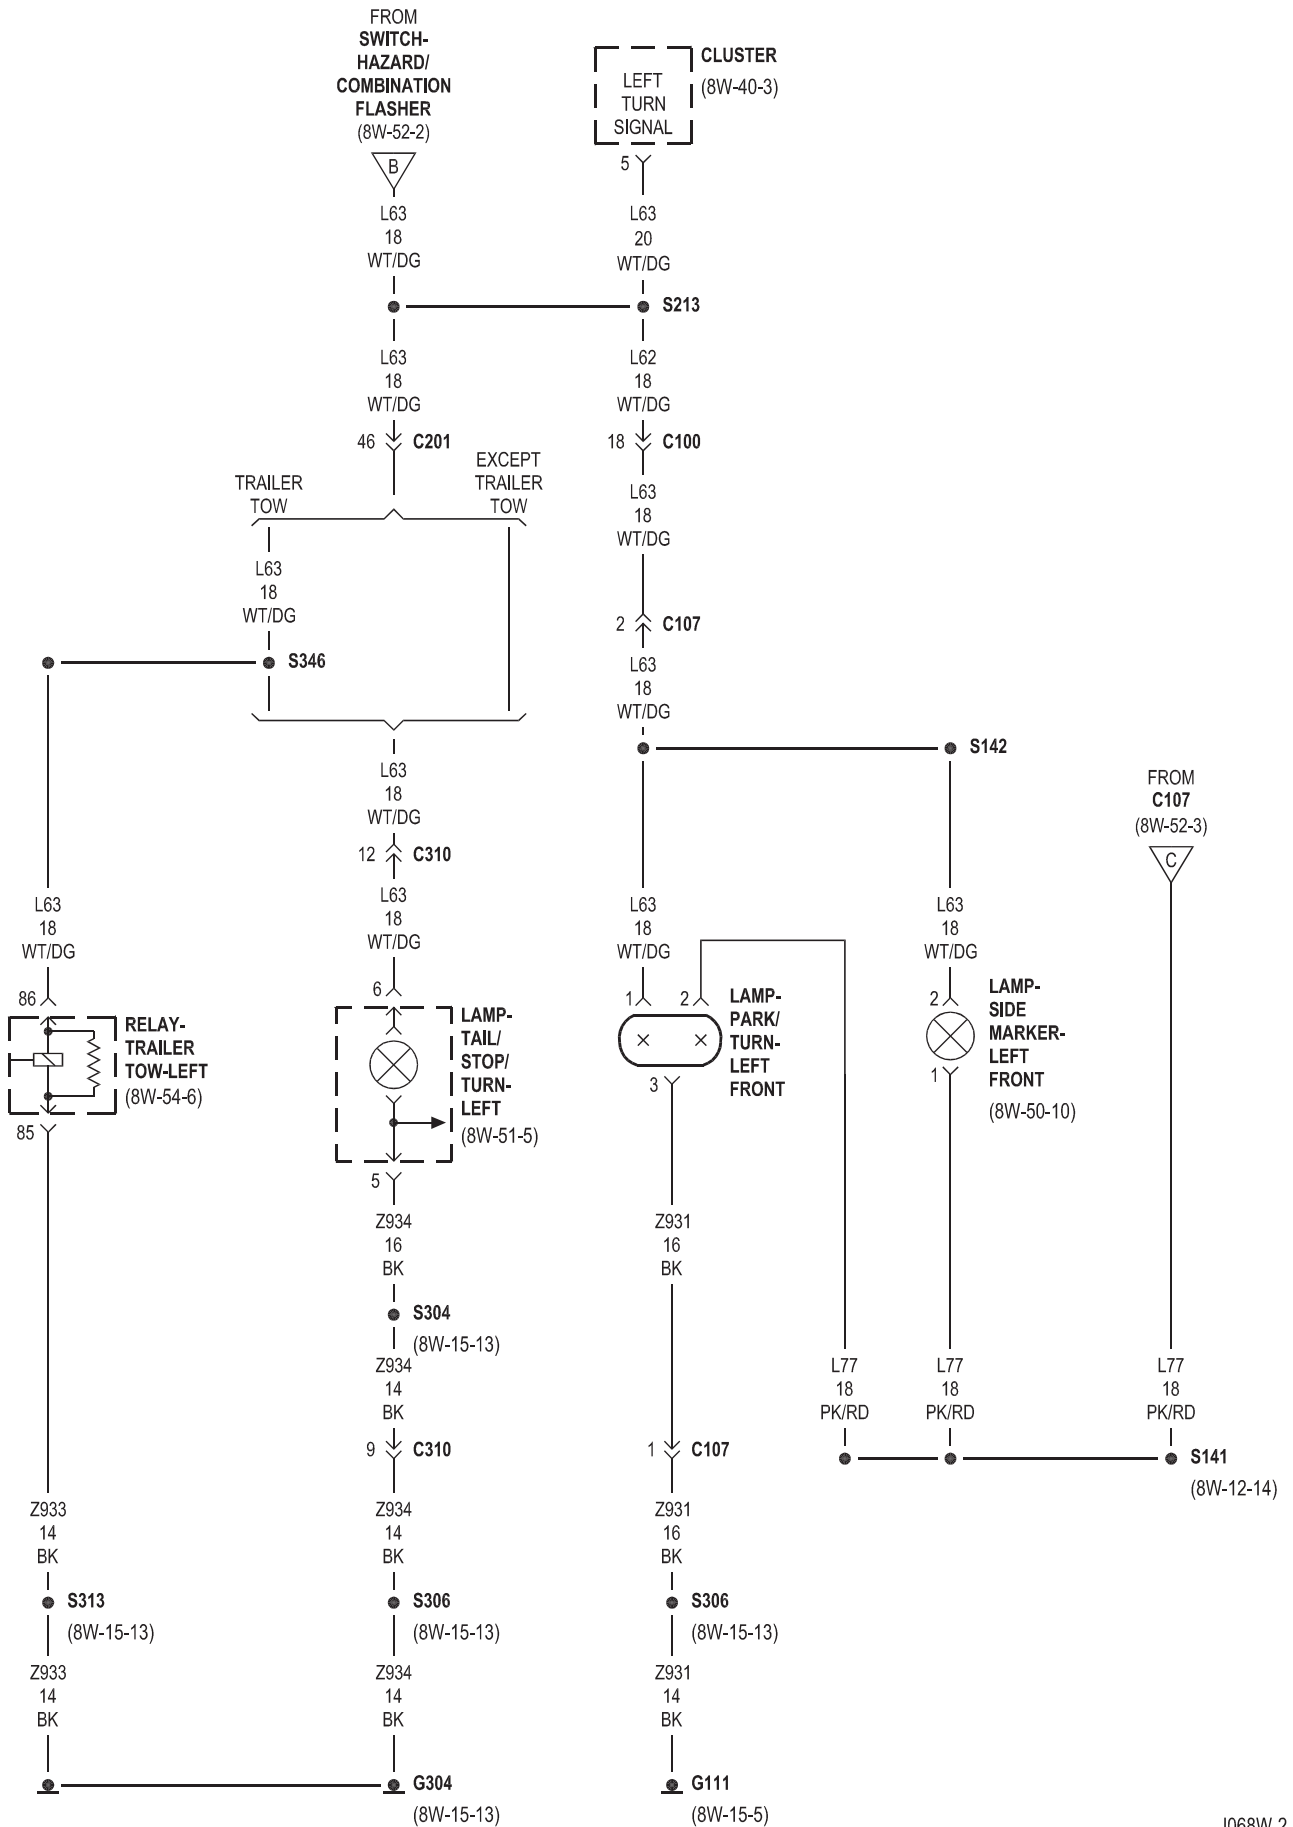 FROM
SWITCH-
HAZARD/
COMBINATION
FLASHER
(8W-52-2)
B
L63
18
WT/DG
LEFT
TURN
SIGNAL
CLUSTER
(8W-40-3)
5
L63
20
WT/DG
S213
L63
18
WT/DG
46
C201
L62
18
WT/DG
18
C100
TRAILER
TOW
EXCEPT
TRAILER
TOW
L63
18
WT/DG
S346
L63
18
WT/DG
2
C107
L63
18
WT/DG
S142
L63
18
WT/DG
12
C310
L63
18
WT/DG
6
FROM
C107
(8W-52-3)
C
L63
18
WT/DG
86
RELAY-
TRAILER
TOW-LEFT
(8W-54-6)
85
LAMP-
TAIL/
STOP/
TURN-
LEFT
(8W-51-5)
5
L63
18
WT/DG
1
2
LAMP-
PARK/
TURN-
LEFT
FRONT
3
L63
18
WT/DG
2
LAMP-
SIDE
MARKER-
LEFT
FRONT
(8W-50-10)
1
Z934
16
BK
S304
(8W-15-13)
Z934
14
BK
9
C310
Z931
16
BK
1
C107
L77
18
PK/RD
L77
18
PK/RD
L77
18
PK/RD
S141
(8W-12-14)
Z933
14
BK
S313
(8W-15-13)
Z933
14
BK
Z934
14
BK
S306
(8W-15-13)
Z934
14
BK
G304
(8W-15-13)
Z931
16
BK
S306
(8W-15-13)
Z931
14
BK
G111
(8W-15-5)
J068W-2